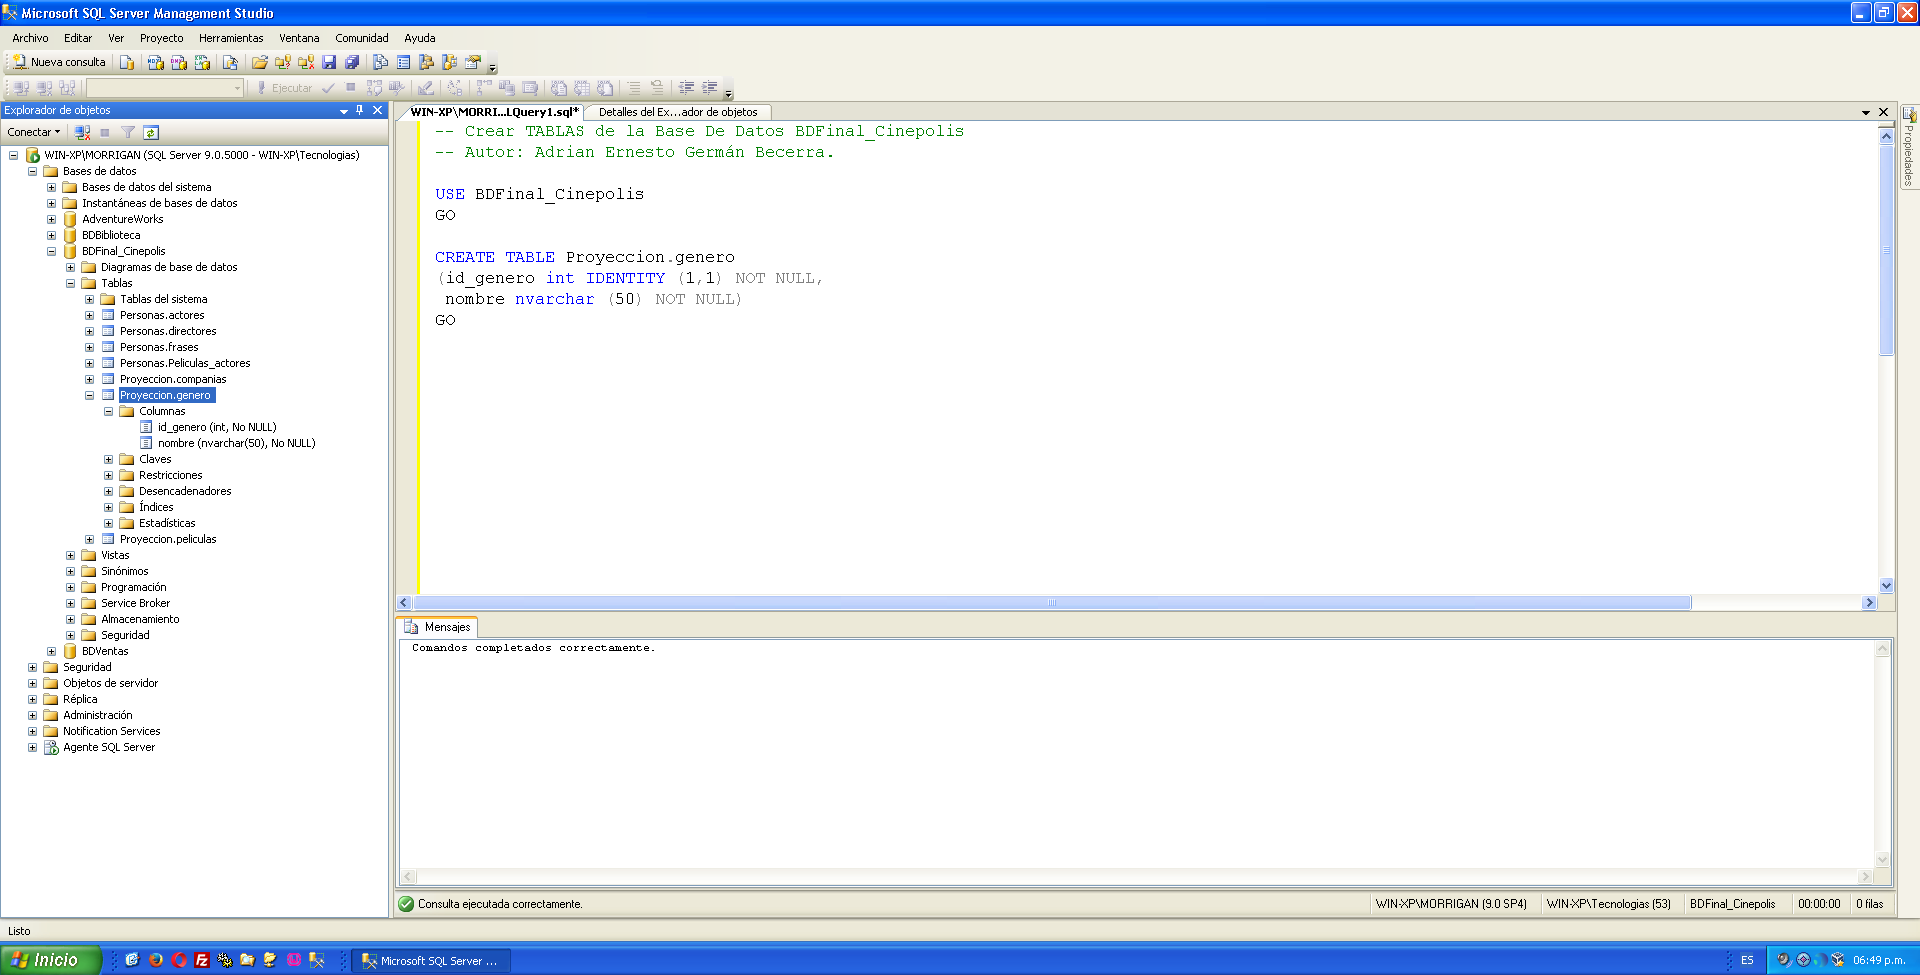 Microsoft SQL Server Management Studio
Archivo Editar Ver Proyecto Herramientas Ventana Comunidad Ayuda
Nueva consulta
Ejecutar
Explorador de objetos
Conectar
WIN-XP\MORRIGAN (SQL Server 9.0.5000 - WIN-XP\Tecnologias)
Bases de datos
Bases de datos del sistema
Instantáneas de bases de datos
AdventureWorks
BDBiblioteca
BDFinal_Cinepolis
Diagramas de base de datos
Tablas
Tablas del sistema
Personas.actores
Personas.directores
Personas.frases
Personas.Peliculas_actores
Proyeccion.companias
Proyeccion.genero
Columnas
id_genero (int, No NULL)
nombre (nvarchar(50), No NULL)
Claves
Restricciones
Desencadenadores
Índices
Estadísticas
Proyeccion.peliculas
Vistas
Sinónimos
Programación
Service Broker
Almacenamiento
Seguridad
BDVentas
Seguridad
Objetos de servidor
Réplica
Administración
Notification Services
Agente SQL Server
WIN-XP\MORRI...LQuery1.sql* Detalles del Ex...ador de objetos
-- Crear TABLAS de la Base De Datos BDFinal_Cinepolis
-- Autor: Adrian Ernesto Germán Becerra.
USE BDFinal_Cinepolis
GO
CREATE TABLE Proyeccion.genero
(id_genero int IDENTITY (1,1) NOT NULL,
nombre nvarchar (50) NOT NULL)
GO
Propiedades
Mensajes
Comandos completados correctamente.
Consulta ejecutada correctamente. WIN-XP\MORRIGAN (9.0 SP4) WIN-XP\Tecnologias (53) BDFinal_Cinepolis 00:00:00 0 filas
Listo
Inicio Microsoft SQL Server ... ES 06:49 p.m.